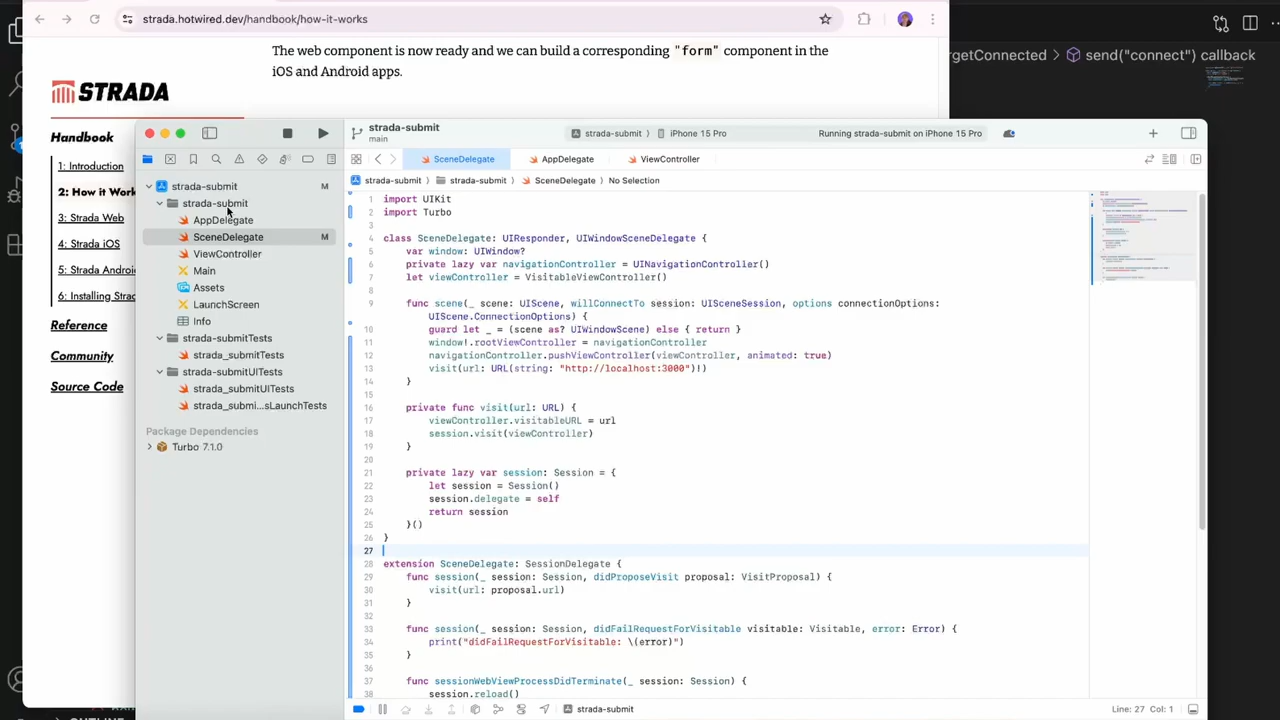 strada.hotwired.dev/handbook/how-it-works
The web component is now ready and we can build a corresponding "form" component in the
iOS and Android apps.
STRADA
Handbook
1: Introduction
2: How it Work
3: Strada Web
4: Strada iOS
5: Strada Androi
6: Installing Strac
Reference
Community
Source Code
rgetConnected > send("connect") callback
strada-submit
main
strada-submit
iPhone 15 Pro
Running strada-submit on iPhone 15 Pro
SceneDelegate
AppDelegate
ViewController
strada-submit > strada-submit > SceneDelegate > No Selection
strada-submit M
strada-submit
AppDelegate
SceneDelegate M
ViewController
Main
Assets
LaunchScreen
Info
strada-submitTests
strada_submitTests
strada-submitUITests
strada_submitUITests
strada_submi...sLaunchTests
Package Dependencies
Turbo 7.1.0
1 import UIKit
2 import Turbo
3
4 class SceneDelegate: UIResponder, UIWindowSceneDelegate {
5 var window: UIWindow?
6 private lazy var navigationController = UINavigationController()
7 let viewController = VisitableViewController()
8
9 func scene(_ scene: UIScene, willConnectTo session: UISceneSession, options connectionOptions:
UIScene.ConnectionOptions) {
10 guard let _ = (scene as? UIWindowScene) else { return }
11 window!.rootViewController = navigationController
12 navigationController.pushViewController(viewController, animated: true)
13 visit(url: URL(string: "http://localhost:3000")!)
14 }
15
16 private func visit(url: URL) {
17 viewController.visitableURL = url
18 session.visit(viewController)
19 }
20
21 private lazy var session: Session = {
22 let session = Session()
23 session.delegate = self
24 return session
25 }()
26 }
27
28 extension SceneDelegate: SessionDelegate {
29 func session(_ session: Session, didProposeVisit proposal: VisitProposal) {
30 visit(url: proposal.url)
31 }
32
33 func session(_ session: Session, didFailRequestForVisitable visitable: Visitable, error: Error) {
34 print("didFailRequestForVisitable: \(error)")
35 }
36
37 func sessionWebViewProcessDidTerminate(_ session: Session) {
38 session.reload()
strada-submit
Line: 27 Col: 1